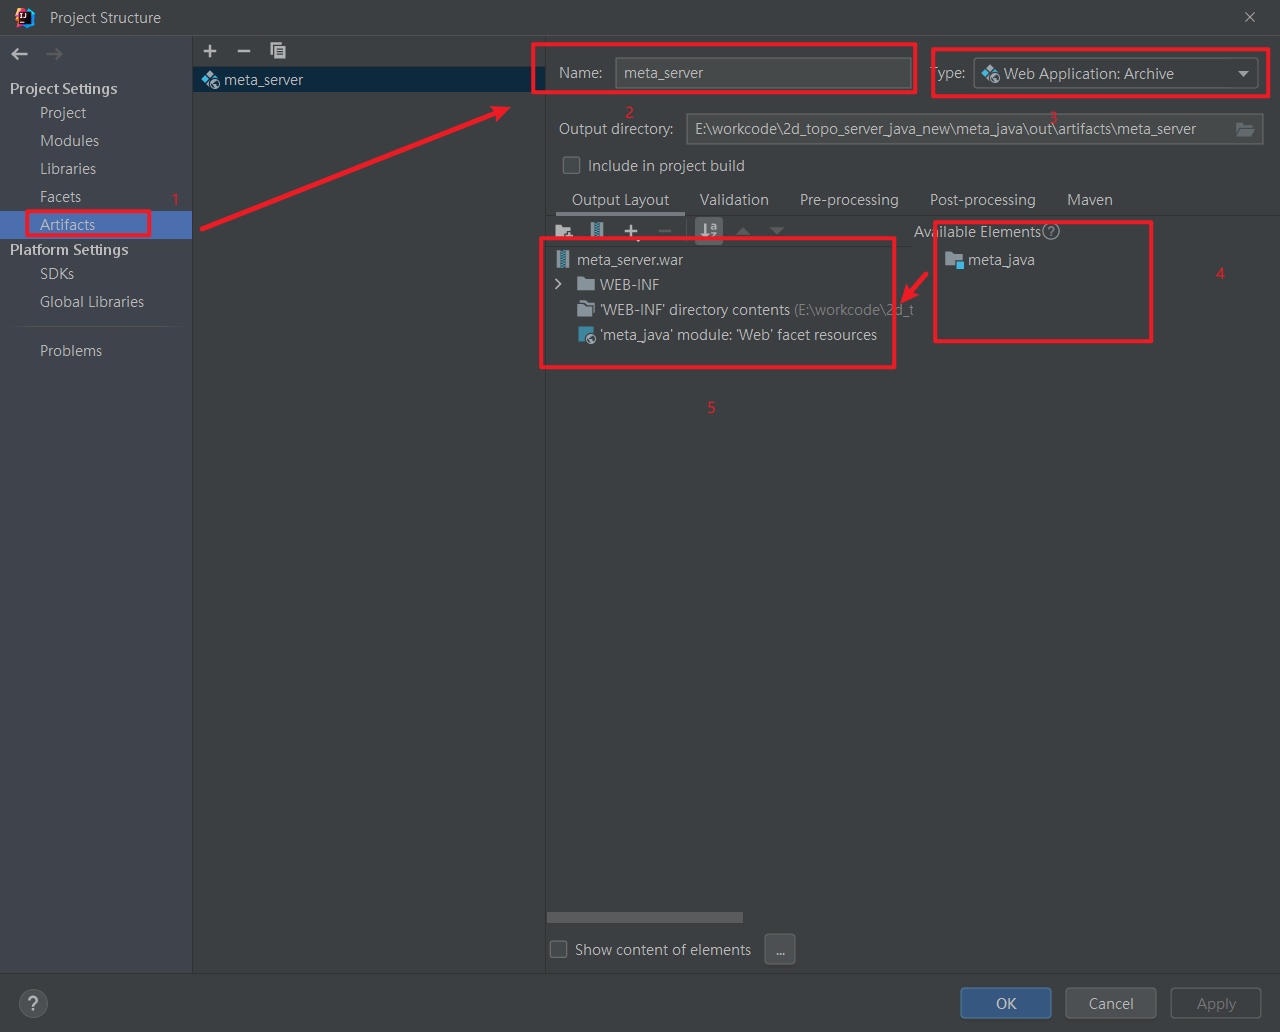 Project Structure
Project Settings
Project
Modules
Libraries
Facets
1
Artifacts
Platform Settings
SDKs
Global Libraries
Problems
meta_server
Name: meta_server
Type: Web Application: Archive
2
3
Output directory: E:\workcode\2d_topo_server_java_new\meta_java\out\artifacts\meta_server
Include in project build
Output Layout Validation Pre-processing Post-processing Maven
Available Elements ?
meta_server.war
WEB-INF
'WEB-INF' directory contents (E:\workcode\2d_t
'meta_java' module: 'Web' facet resources
meta_java
4
5
Show content of elements ...
? OK Cancel Apply